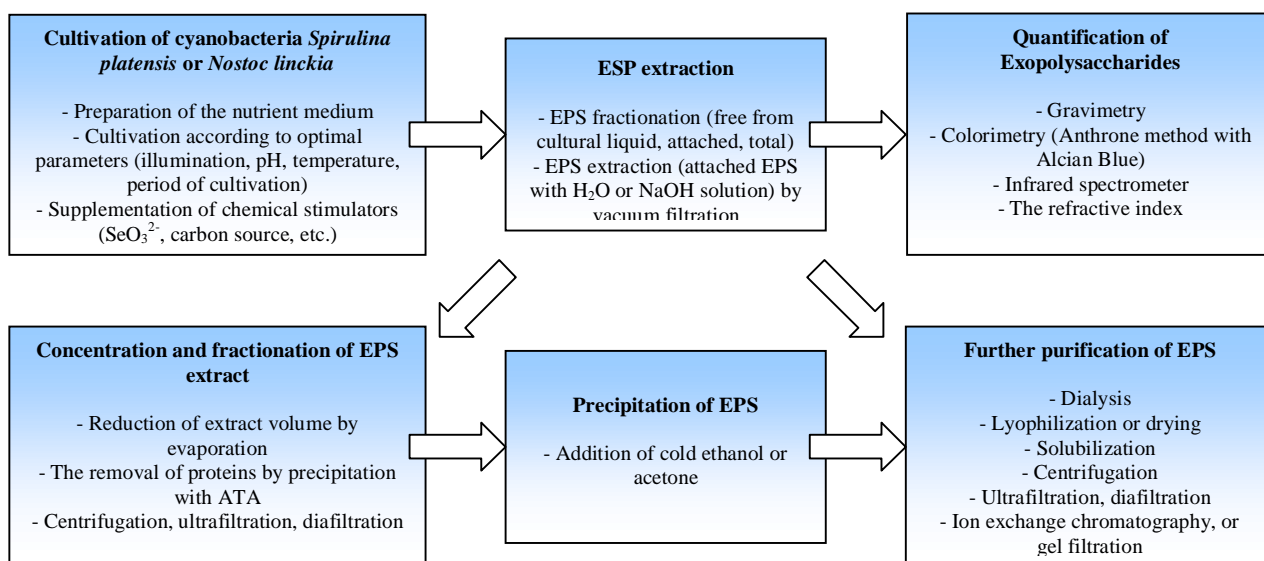 Cultivation of cyanobacteria Spirulina
platensis or Nostoc linckia
- Preparation of the nutrient medium
- Cultivation according to optimal
parameters (illumination, pH, temperature,
period of cultivation)
- Supplementation of chemical stimulators
(SeO₃²⁻, carbon source, etc.)
ESP extraction
- EPS fractionation (free from
cultural liquid, attached, total)
- EPS extraction (attached EPS
with H₂O or NaOH solution) by
vacuum filtration
Quantification of
Exopolysaccharides
- Gravimetry
- Colorimetry (Anthrone method with
Alcian Blue)
- Infrared spectrometer
- The refractive index
Concentration and fractionation of EPS
extract
- Reduction of extract volume by
evaporation
- The removal of proteins by precipitation
with ATA
- Centrifugation, ultrafiltration, diafiltration
Precipitation of EPS
- Addition of cold ethanol or
acetone
Further purification of EPS
- Dialysis
- Lyophilization or drying
- Solubilization
- Centrifugation
- Ultrafiltration, diafiltration
- Ion exchange chromatography, or
gel filtration